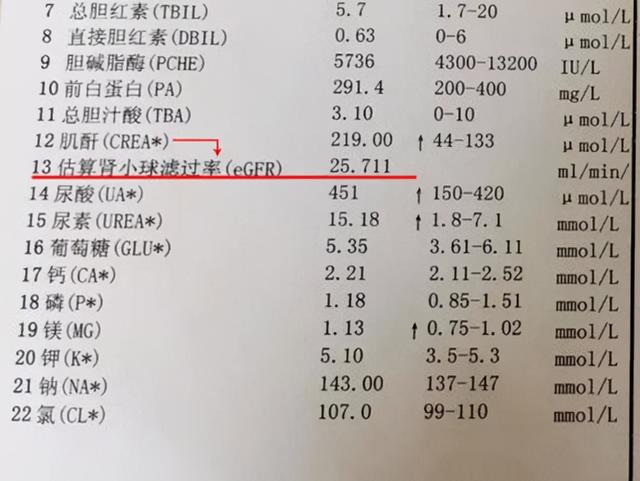 7 总胆红素(TBIL) 5.7 1.7-20 μmol/L
8 直接胆红素(DBIL) 0.63 0-6 μmol/L
9 胆碱脂酶(PCHE) 5736 4300-13200 IU/L
10 前白蛋白(PA) 291.4 200-400 mg/L
11 总胆汁酸(TBA) 3.10 0-10 μmol/L
12 肌酐(CREA*) 219.00 ↑ 44-133 μmol/L
13 估算肾小球滤过率(eGFR) 25.711 ml/min/
14 尿酸(UA*) 451 ↑ 150-420 μmol/L
15 尿素(UREA*) 15.18 ↑ 1.8-7.1 mmol/L
16 葡萄糖(GLU*) 5.35 3.61-6.11 mmol/L
17 钙(CA*) 2.21 2.11-2.52 mmol/L
18 磷(P*) 1.18 0.85-1.51 mmol/L
19 镁(MG) 1.13 ↑ 0.75-1.02 mmol/L
20 钾(K*) 5.10 3.5-5.3 mmol/L
21 钠(NA*) 143.00 137-147 mmol/L
22 氯(CL*) 107.0 99-110 mmol/L